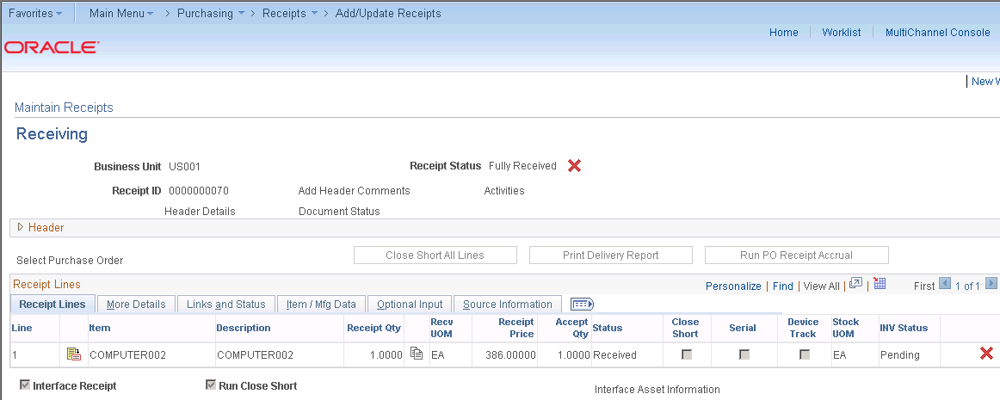 Favorites Main Menu > Purchasing > Receipts > Add/Update Receipts
Home Worklist MultiChannel Console
ORACLE
New W
Maintain Receipts
Receiving
Business Unit US001 Receipt Status Fully Received
Receipt ID 0000000070 Add Header Comments Activities
Header Details Document Status
Header
Select Purchase Order Close Short All Lines Print Delivery Report Run PO Receipt Accrual
Receipt Lines Personalize | Find | View All | | First 1 of 1
Receipt Lines More Details Links and Status Item / Mfg Data Optional Input Source Information
Line Item Description Receipt Qty Recv UOM Receipt Price Accept Qty Status Close Short Serial Device Track Stock UOM INV Status
1 COMPUTER002 COMPUTER002 1.0000 EA 386.00000 1.0000 Received EA Pending
Interface Receipt Run Close Short Interface Asset Information